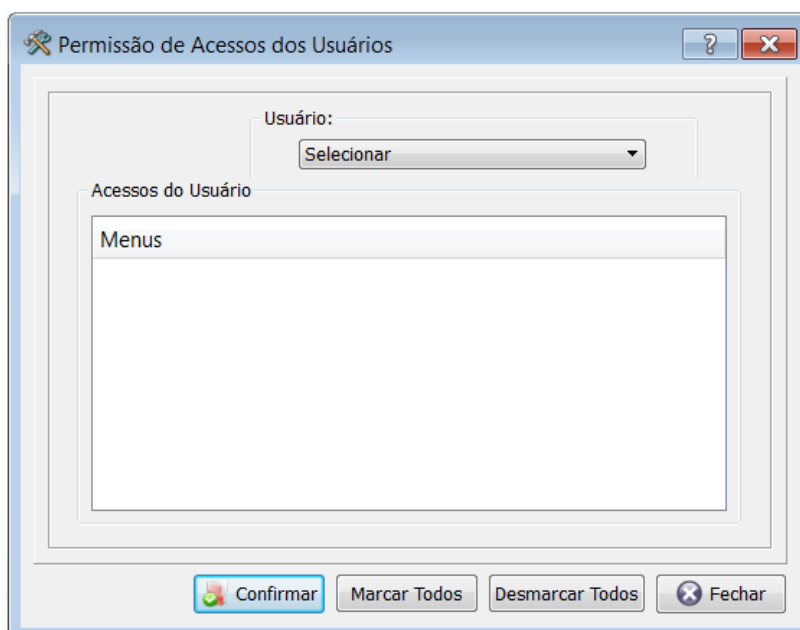 Permissão de Acessos dos Usuários
?
Usuário:
Selecionar
Acessos do Usuário
Menus
Confirmar
Marcar Todos
Desmarcar Todos
Fechar